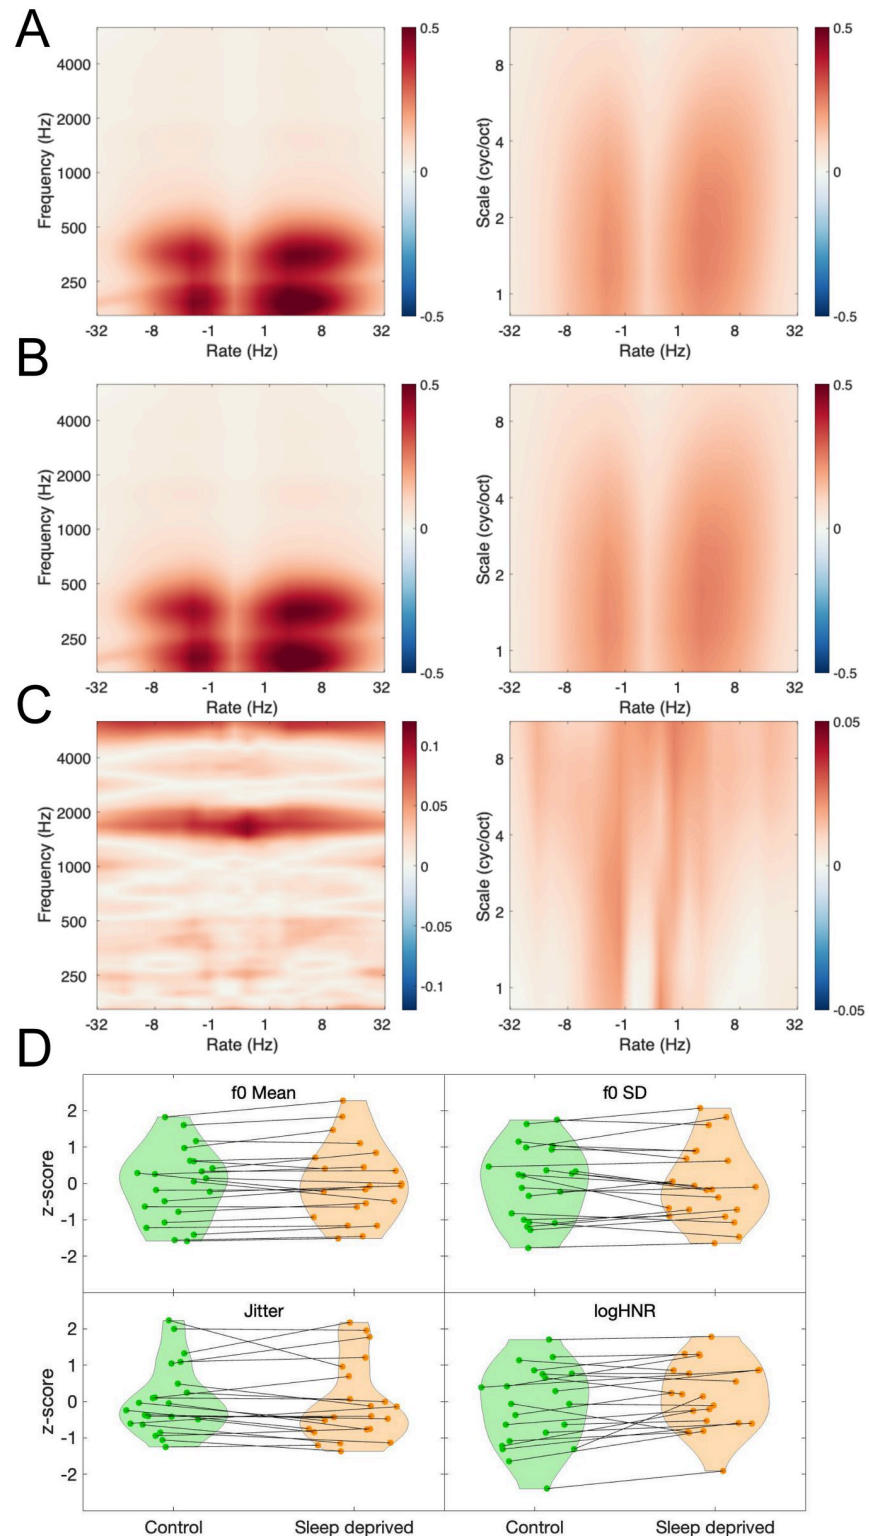 A
Frequency (Hz)
4000
2000
1000
500
250
-32 -8 -1 1 8 32
Rate (Hz)
0.5
0
-0.5
Scale (cyc/oct)
8
4
2
1
-32 -8 -1 1 8 32
Rate (Hz)
0.5
0
-0.5
B
Frequency (Hz)
4000
2000
1000
500
250
-32 -8 -1 1 8 32
Rate (Hz)
0.5
0
-0.5
Scale (cyc/oct)
8
4
2
1
-32 -8 -1 1 8 32
Rate (Hz)
0.5
0
-0.5
C
Frequency (Hz)
4000
2000
1000
500
250
-32 -8 -1 1 8 32
Rate (Hz)
0.1
0.05
0
-0.05
-0.1
Scale (cyc/oct)
8
4
2
1
-32 -8 -1 1 8 32
Rate (Hz)
0.05
0
-0.05
D
f0 Mean
f0 SD
z-score
2
1
0
-1
-2
Jitter
logHNR
z-score
2
1
0
-1
-2
Control Sleep deprived Control Sleep deprived